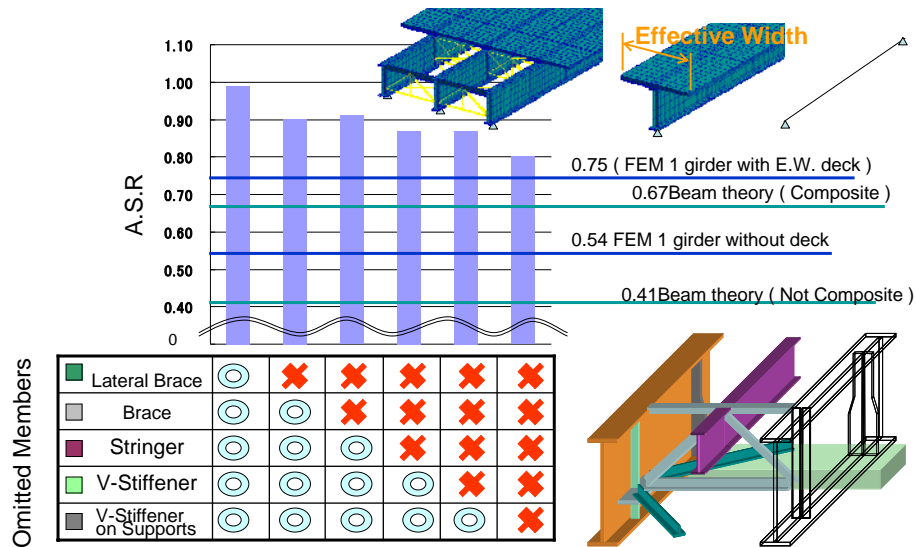 Effective Width
A.S.R
1.10
1.00
0.90
0.80
0.70
0.60
0.50
0.40
0
0.75 ( FEM 1 girder with E.W. deck )
0.67Beam theory ( Composite )
0.54 FEM 1 girder without deck
0.41Beam theory ( Not Composite )
Omitted Members
Lateral Brace
Brace
Stringer
V-Stiffener
V-Stiffener
on Supports